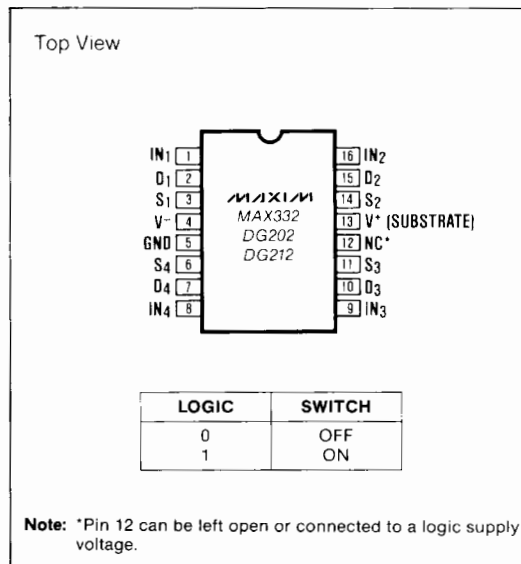 Top View
IN1 1 16 IN2
D1 2 15 D2
S1 3 MAXIM 14 S2
V− 4 MAX332 13 V+ (SUBSTRATE)
GND 5 DG202 12 NC*
S4 6 DG212 11 S3
D4 7 10 D3
IN4 8 9 IN3
LOGIC SWITCH
0 OFF
1 ON
Note: *Pin 12 can be left open or connected to a logic supply
voltage.